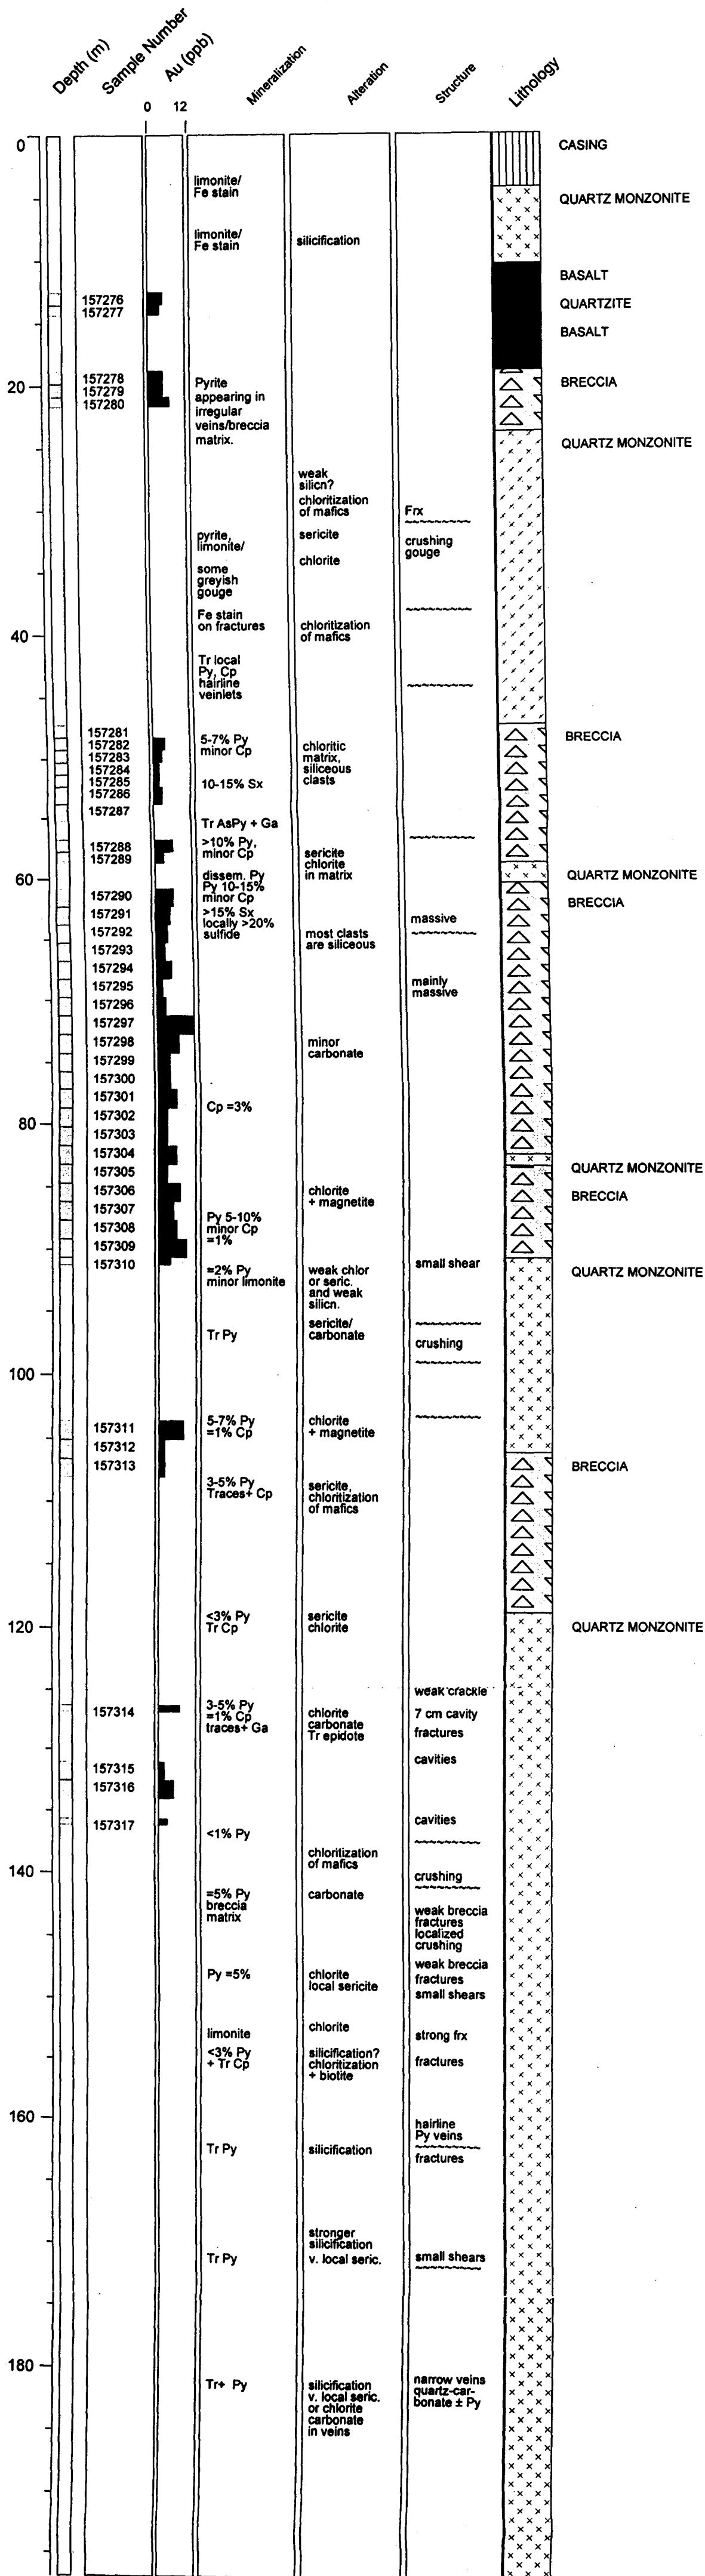 Depth (m)
Sample Number
Au (ppb)
Mineralization
Alteration
Structure
Lithology
0 12
0
CASING
limonite/
Fe stain
QUARTZ MONZONITE
limonite/
Fe stain
silicification
BASALT
157276
QUARTZITE
157277
BASALT
157278
20
157279
157280
Pyrite
appearing in
irregular
veins/breccia
matrix.
BRECCIA
QUARTZ MONZONITE
weak
silicn?
chloritization
of mafics
Frx
pyrite,
limonite/
sericite
crushing
gouge
chlorite
some
greyish
gouge
Fe stain
on fractures
chloritization
of mafics
40
Tr local
Py, Cp
hairline
veinlets
157281
157282
157283
157284
157285
157286
157287
5-7% Py
minor Cp
chloritic
matrix,
siliceous
clasts
BRECCIA
10-15% Sx
Tr AsPy + Ga
157288
157289
>10% Py,
minor Cp
sericite
chlorite
in matrix
60
dissem. Py
Py 10-15%
minor Cp
QUARTZ MONZONITE
157290
BRECCIA
157291
>15% Sx
locally >20%
sulfide
massive
157292
most clasts
are siliceous
157293
157294
157295
mainly
massive
157296
157297
157298
minor
carbonate
157299
157300
157301
Cp =3%
157302
80
157303
157304
157305
QUARTZ MONZONITE
157306
chlorite
+ magnetite
BRECCIA
157307
157308
Py 5-10%
minor Cp
=1%
157309
157310
small shear
=2% Py
minor limonite
weak chlor
or seric.
and weak
silicn.
QUARTZ MONZONITE
sericite/
carbonate
Tr Py
crushing
100
157311
5-7% Py
=1% Cp
chlorite
+ magnetite
157312
157313
BRECCIA
3-5% Py
Traces+ Cp
sericite,
chloritization
of mafics
120
<3% Py
Tr Cp
sericite
chlorite
QUARTZ MONZONITE
weak crackle
157314
3-5% Py
=1% Cp
traces+ Ga
chlorite
carbonate
Tr epidote
7 cm cavity
fractures
cavities
157315
157316
157317
cavities
<1% Py
chloritization
of mafics
140
crushing
=5% Py
breccia
matrix
carbonate
weak breccia
fractures
localized
crushing
weak breccia
Py =5%
chlorite
local sericite
fractures
small shears
limonite
chlorite
strong frx
<3% Py
+ Tr Cp
silicification?
chloritization
+ biotite
fractures
160
hairline
Py veins
Tr Py
silicification
fractures
stronger
silicification
Tr Py
v. local seric.
small shears
180
Tr+ Py
silicification
v. local seric.
or chlorite
carbonate
in veins
narrow veins
quartz-car-
bonate ± Py